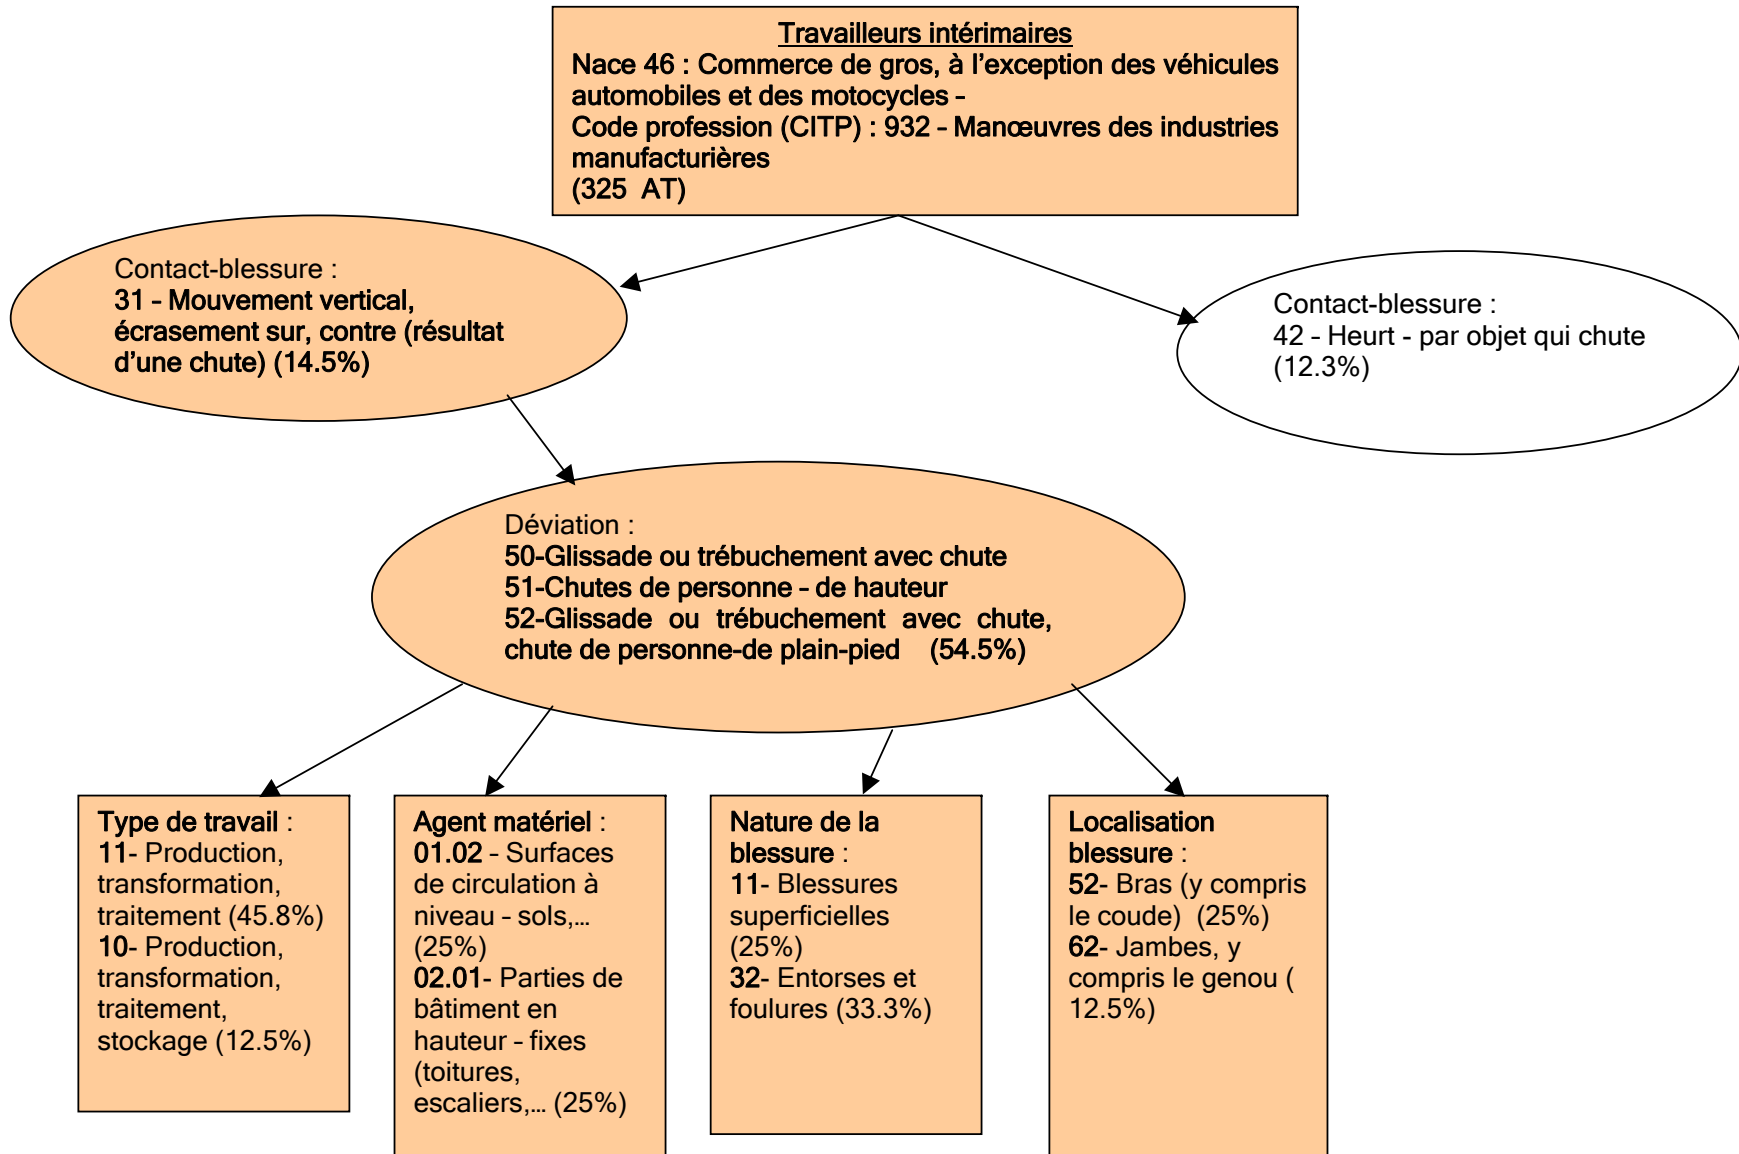 Travailleurs intérimaires
Nace 46 : Commerce de gros, à l'exception des véhicules
automobiles et des motocycles –
Code profession (CITP) : 932 – Manœuvres des industries
manufacturières
(325 AT)
Contact-blessure :
31 – Mouvement vertical,
écrasement sur, contre (résultat
d'une chute) (14.5%)
Contact-blessure :
42 – Heurt - par objet qui chute
(12.3%)
Déviation :
50-Glissade ou trébuchement avec chute
51-Chutes de personne – de hauteur
52-Glissade ou trébuchement avec chute,
chute de personne-de plain-pied (54.5%)
Type de travail :
11- Production,
transformation,
traitement (45.8%)
10- Production,
transformation,
traitement,
stockage (12.5%)
Agent matériel :
01.02 – Surfaces
de circulation à
niveau – sols,…
(25%)
02.01- Parties de
bâtiment en
hauteur – fixes
(toitures,
escaliers,… (25%)
Nature de la
blessure :
11- Blessures
superficielles
(25%)
32- Entorses et
foulures (33.3%)
Localisation
blessure :
52- Bras (y compris
le coude) (25%)
62- Jambes, y
compris le genou (
12.5%)